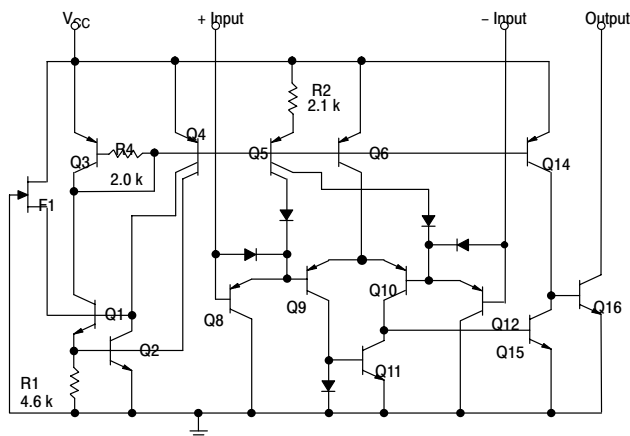 VCC
+ Input
– Input
Output
R2
2.1 k
Q3
R4
Q4
Q5
Q6
Q14
2.0 k
F1
Q1
Q2
Q8
Q9
Q10
Q11
Q12
Q15
Q16
R1
4.6 k